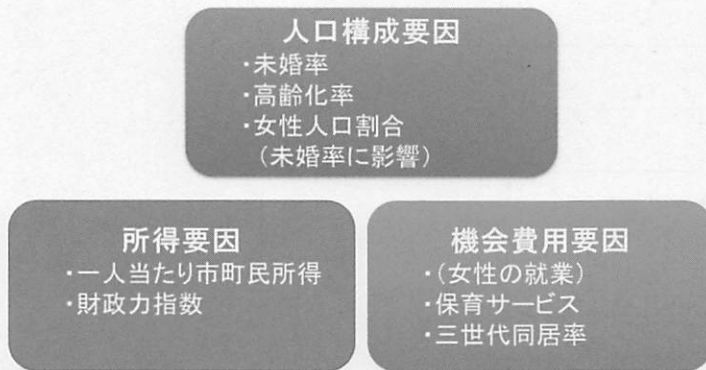 人口構成要因
・未婚率
・高齢化率
・女性人口割合
（未婚率に影響）
所得要因
・一人当たり市町民所得
・財政力指数
機会費用要因
・（女性の就業）
・保育サービス
・三世代同居率